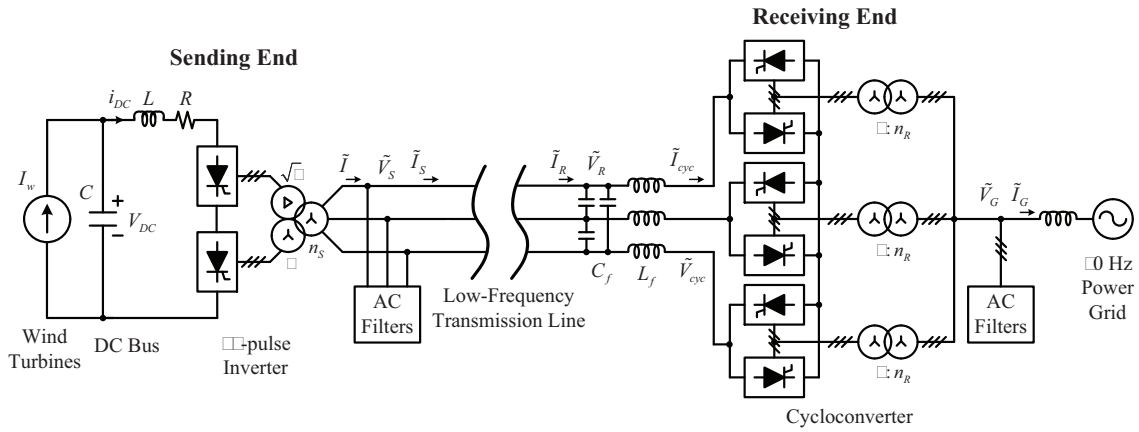 Receiving End
Sending End
i_DC L R
I_w
C
+
V_DC
−
√□
n_S
□
Ĩ Ṽ_S Ĩ_S
Ĩ_R Ṽ_R Ĩ_cyc
C_f L_f Ṽ_cyc
□: n_R
□: n_R
□: n_R
Ṽ_G Ĩ_G
AC
Filters
Low-Frequency
Transmission Line
AC
Filters
□0 Hz
Power
Grid
Wind
Turbines
DC Bus
□□-pulse
Inverter
Cycloconverter